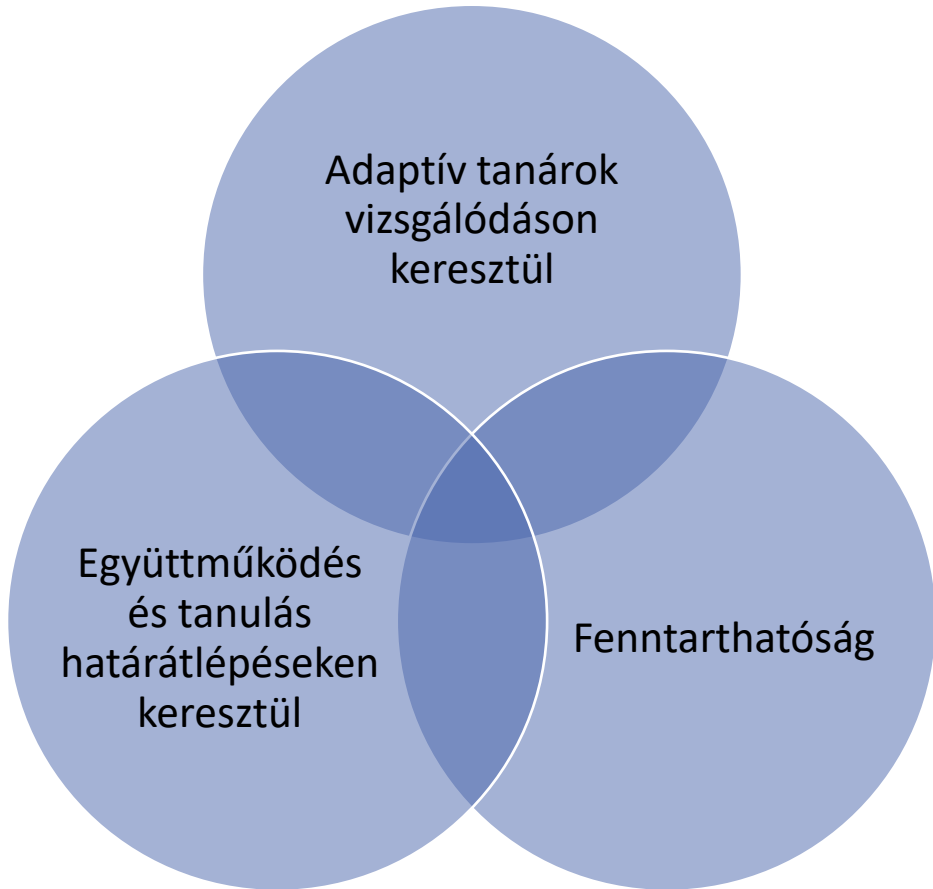 Adaptív tanárok
vizsgálódáson
keresztül
Együttműködés
és tanulás
határátlépéseken
keresztül
Fenntarthatóság